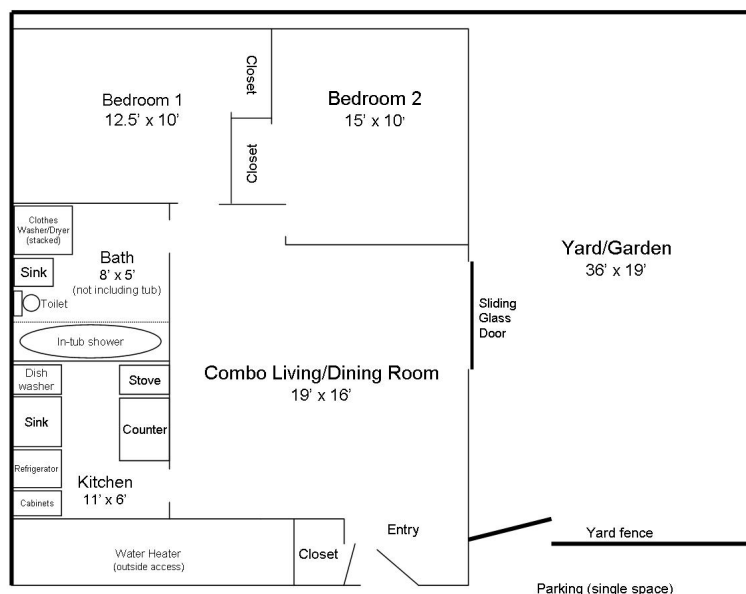 Closet
Bedroom 1
12.5' x 10'
Bedroom 2
15' x 10'
Closet
Clothes
Washer/Dryer
(stacked)
Bath
8' x 5'
(not including tub)
Sink
Toilet
In-tub shower
Yard/Garden
36' x 19'
Sliding
Glass
Door
Dish
washer
Stove
Combo Living/Dining Room
19' x 16'
Sink
Counter
Refrigerator
Kitchen
11' x 6'
Cabinets
Entry
Yard fence
Water Heater
(outside access)
Closet
Parking (single space)